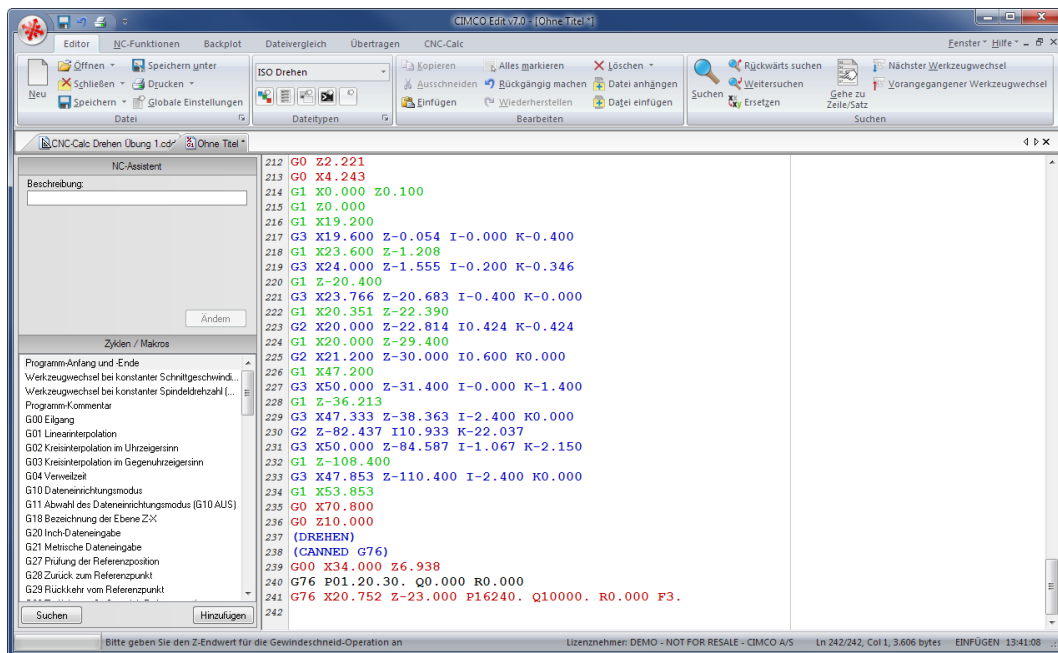 CIMCO Edit v7.0 - [Ohne Titel *]
Editor NC-Funktionen Backplot Dateivergleich Übertragen CNC-Calc Fenster Hilfe
Neu
Öffnen Speichern unter
Schließen Drucken
Speichern Globale Einstellungen
Datei
ISO Drehen
Dateitypen
Kopieren Alles markieren Löschen
Ausschneiden Rückgängig machen Datei anhängen
Einfügen Wiederherstellen Datei einfügen
Bearbeiten
Suchen
Rückwärts suchen
Weitersuchen
Ersetzen
Gehe zu
Zeile/Satz
Nächster Werkzeugwechsel
Vorangegangener Werkzeugwechsel
Suchen
CNC-Calc Drehen Übung 1.cdd* Ohne Titel *
NC-Assistent
Beschreibung:
Ändern
Zyklen / Makros
Programm-Anfang und -Ende
Werkzeugwechsel bei konstanter Schnittgeschwindi...
Werkzeugwechsel bei konstanter Spindeldrehzahl (...
Programm-Kommentar
G00 Eilgang
G01 Linearinterpolation
G02 Kreisinterpolation im Uhrzeigersinn
G03 Kreisinterpolation im Gegenuhrzeigersinn
G04 Verweilzeit
G10 Dateneinrichtungsmodus
G11 Abwahl des Dateneinrichtungsmodus (G10 AUS)
G18 Bezeichnung der Ebene Z-X
G20 Inch-Dateneingabe
G21 Metrische Dateneingabe
G27 Prüfung der Referenzposition
G28 Zurück zum Referenzpunkt
G29 Rückkehr vom Referenzpunkt
Suchen Hinzufügen
212 G0 Z2.221
213 G0 X4.243
214 G1 X0.000 Z0.100
215 G1 Z0.000
216 G1 X19.200
217 G3 X19.600 Z-0.054 I-0.000 K-0.400
218 G1 X23.600 Z-1.208
219 G3 X24.000 Z-1.555 I-0.200 K-0.346
220 G1 Z-20.400
221 G3 X23.766 Z-20.683 I-0.400 K-0.000
222 G1 X20.351 Z-22.390
223 G2 X20.000 Z-22.814 I0.424 K-0.424
224 G1 X20.000 Z-29.400
225 G2 X21.200 Z-30.000 I0.600 K0.000
226 G1 X47.200
227 G3 X50.000 Z-31.400 I-0.000 K-1.400
228 G1 Z-36.213
229 G3 X47.333 Z-38.363 I-2.400 K0.000
230 G2 Z-82.437 I10.933 K-22.037
231 G3 X50.000 Z-84.587 I-1.067 K-2.150
232 G1 Z-108.400
233 G3 X47.853 Z-110.400 I-2.400 K0.000
234 G1 X53.853
235 G0 X70.800
236 G0 Z10.000
237 (DREHEN)
238 (CANNED G76)
239 G00 X34.000 Z6.938
240 G76 P01.20.30. Q0.000 R0.000
241 G76 X20.752 Z-23.000 P16240. Q10000. R0.000 F3.
242
Bitte geben Sie den Z-Endwert für die Gewindeschneid-Operation an Lizenznehmer: DEMO - NOT FOR RESALE - CIMCO A/S Ln 242/242, Col 1, 3.606 bytes EINFÜGEN 13:41:08